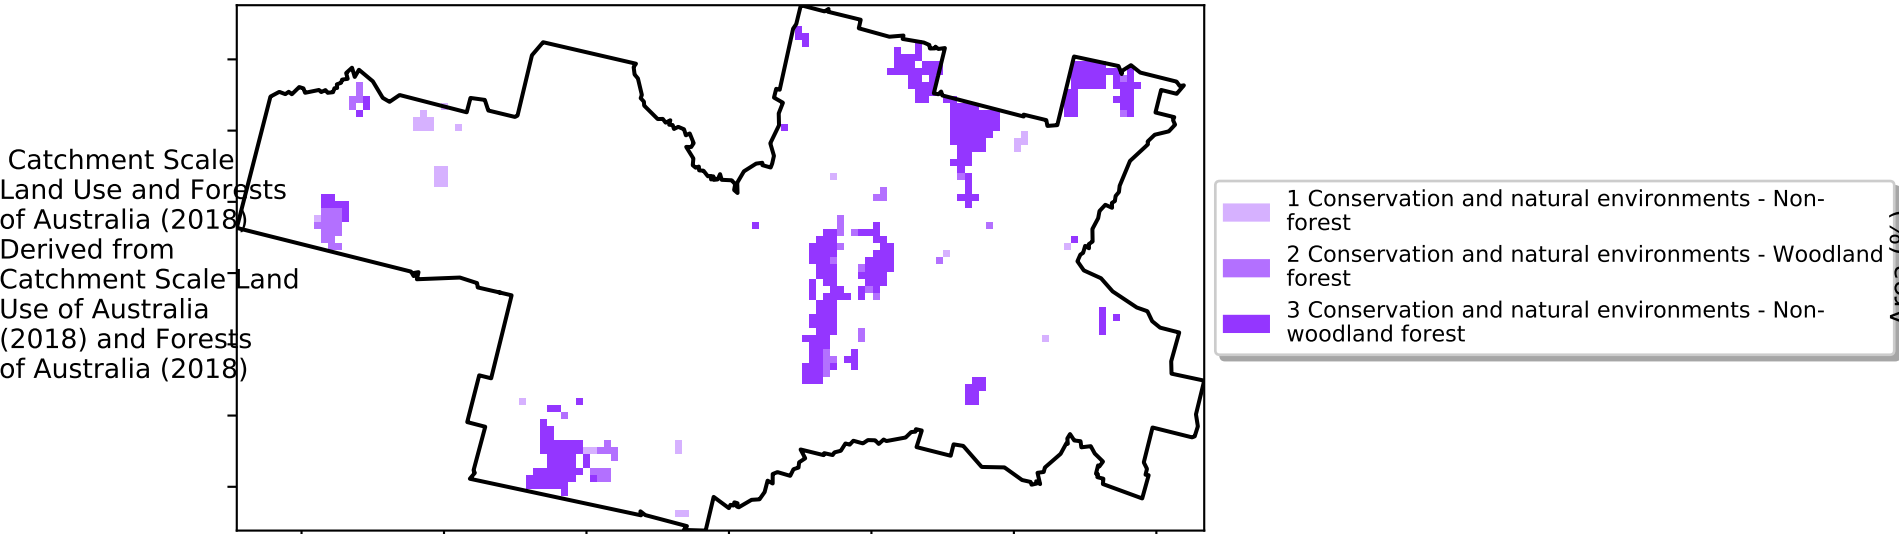 Catchment Scale
Land Use and Forests
of Australia (2018)
Derived from
Catchment Scale Land
Use of Australia
(2018) and Forests
of Australia (2018)
1 Conservation and natural environments - Non-
forest
2 Conservation and natural environments - Woodland
forest
3 Conservation and natural environments - Non-
woodland forest